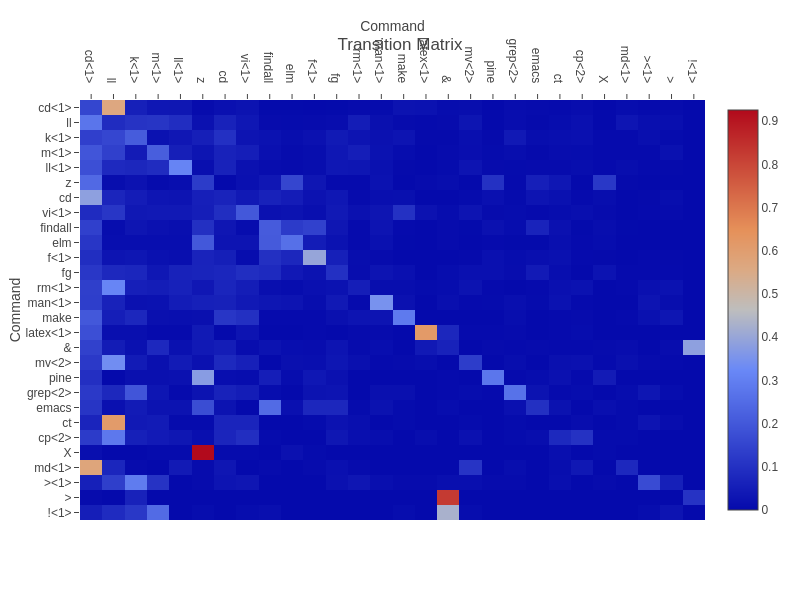 Command
Transition Matrix
cd<1>
ll
k<1>
m<1>
ll<1>
z
cd
vi<1>
findall
elm
f<1>
fg
rm<1>
man<1>
make
latex<1>
&
mv<2>
pine
grep<2>
emacs
ct
cp<2>
X
md<1>
><1>
>
!<1>
Command
cd<1>
ll
k<1>
m<1>
ll<1>
z
cd
vi<1>
findall
elm
f<1>
fg
rm<1>
man<1>
make
latex<1>
&
mv<2>
pine
grep<2>
emacs
ct
cp<2>
X
md<1>
><1>
>
!<1>
0.9
0.8
0.7
0.6
0.5
0.4
0.3
0.2
0.1
0